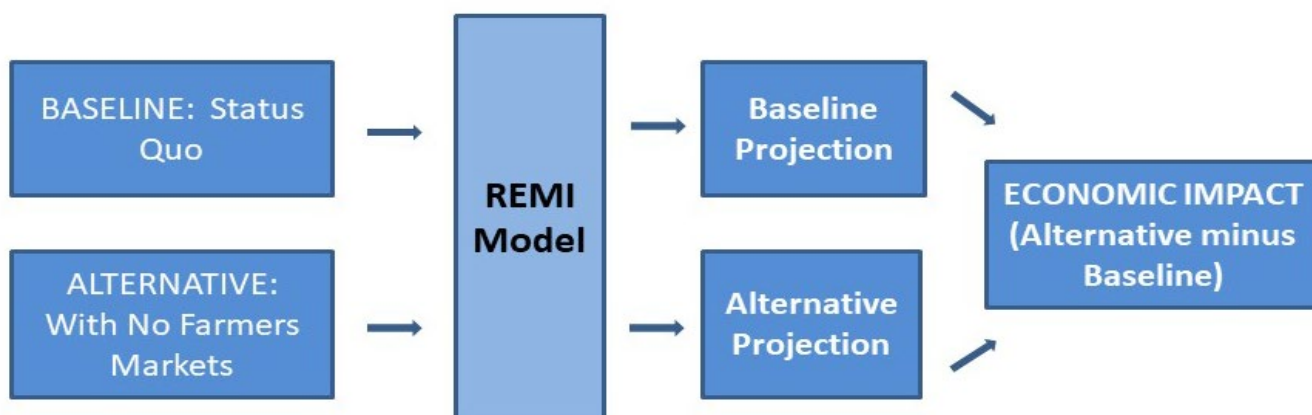 BASELINE: Status
Quo
ALTERNATIVE:
With No Farmers
Markets
REMI
Model
Baseline
Projection
Alternative
Projection
ECONOMIC IMPACT
(Alternative minus
Baseline)